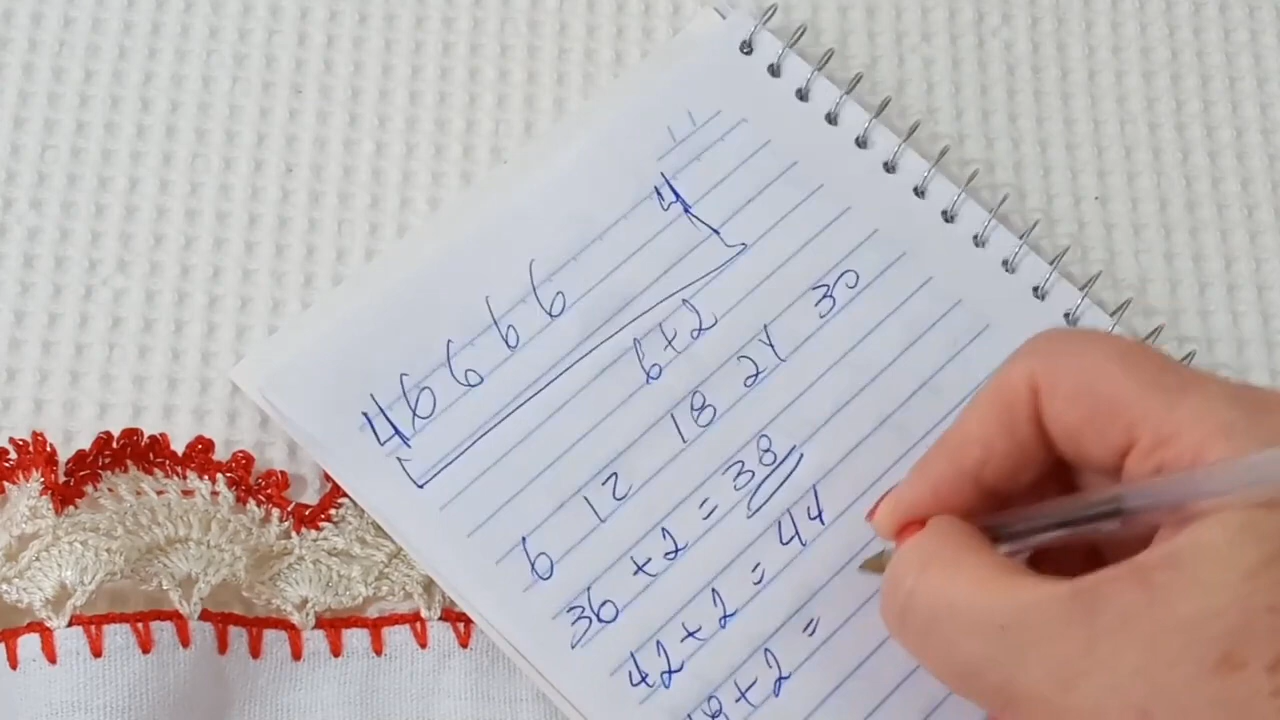 4 6 6 6 6 4
6+2
6 12 18 24 30
36 +2 = 38
42+2 = 44
+2 =